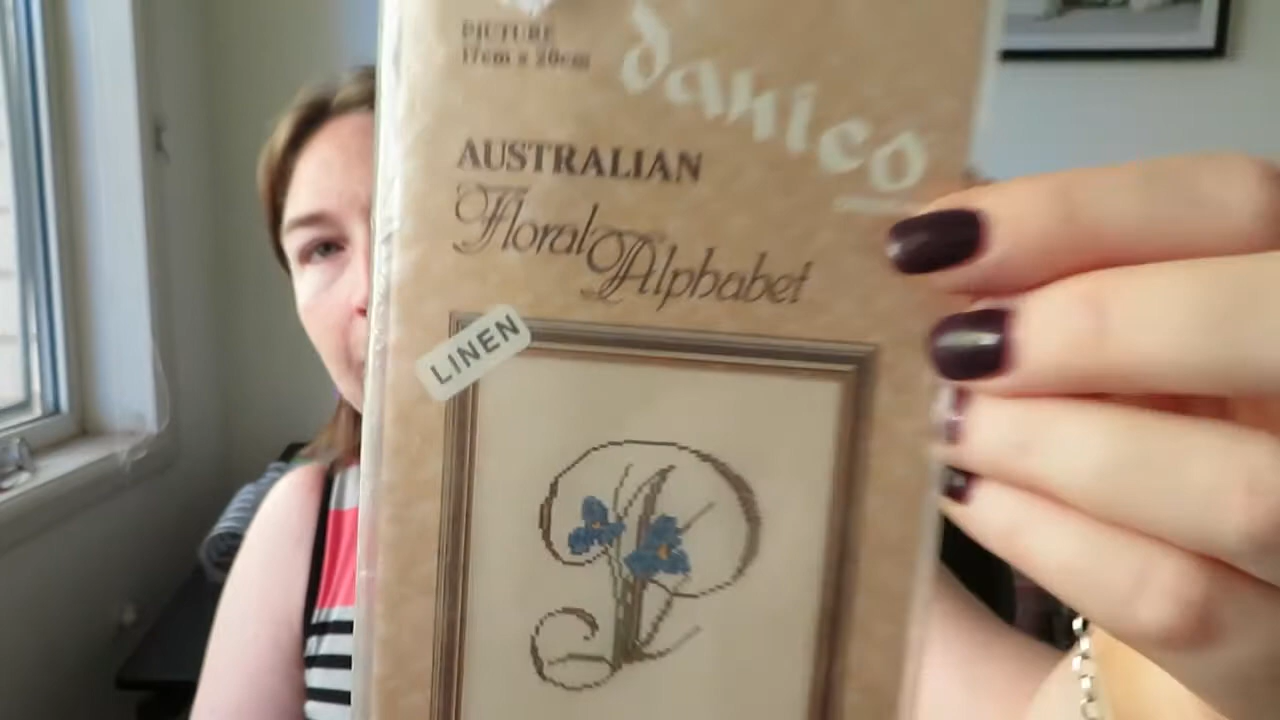 PICTURE
17cm x 20cm
danico
AUSTRALIAN
Floral Alphabet
LINEN
P